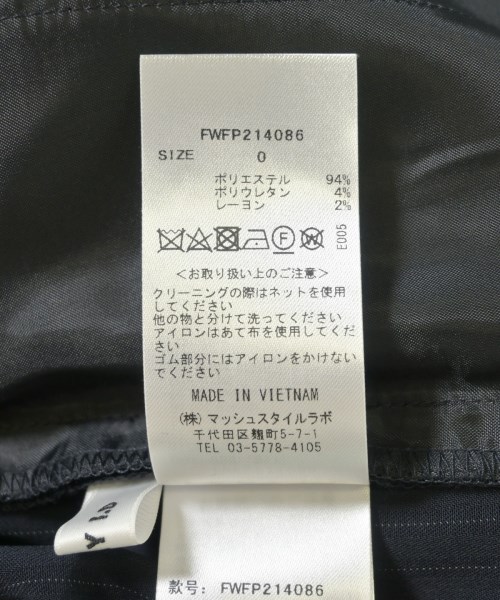 FWFP214086
SIZE 0
ポリエステル 94%
ポリウレタン 4%
レーヨン 2%
F W
E005
<お取り扱い上のご注意>
クリーニングの際はネットを使用
してください
他の物と分けて洗ってください
アイロンはあて布を使用してくだ
さい
ゴム部分にはアイロンをかけない
でください
MADE IN VIETNAM
(株) マッシュスタイルラボ
千代田区麹町5-7-1
TEL 03-5778-4105
款号: FWFP214086